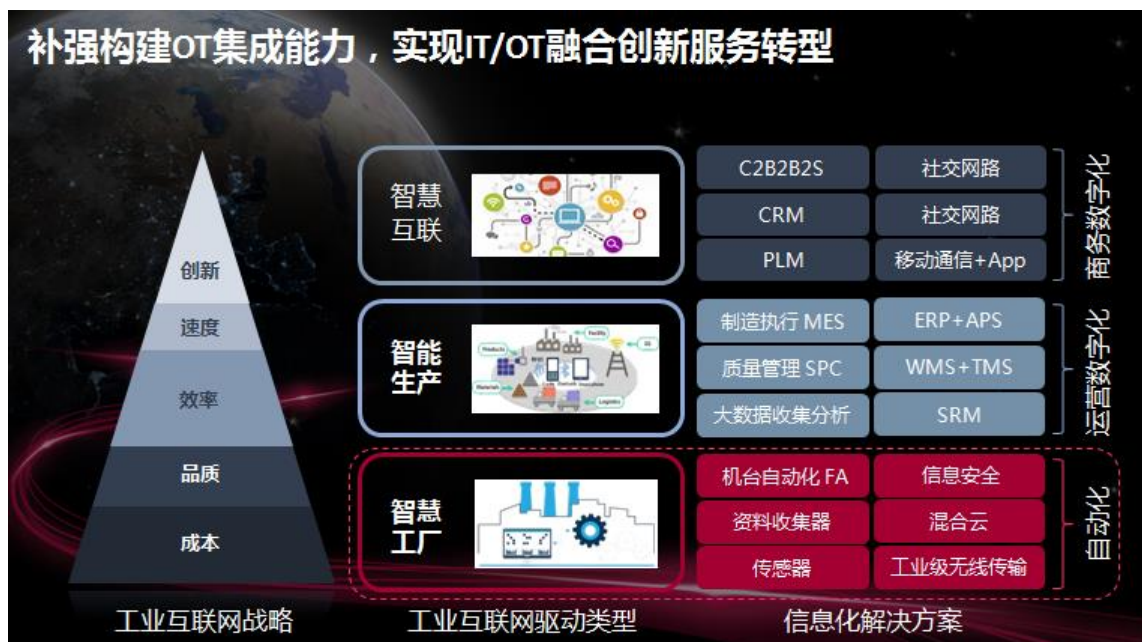 补强构建OT集成能力，实现IT/OT融合创新服务转型
创新
速度
效率
品质
成本
工业互联网战略
智慧
互联
智能
生产
Facility
Products
Materials
Logistics
智慧
工厂
工业互联网驱动类型
C2B2B2S
社交网路
CRM
社交网路
PLM
移动通信+App
商务数字化
制造执行 MES
ERP+APS
质量管理 SPC
WMS+TMS
大数据收集分析
SRM
运营数字化
机台自动化 FA
信息安全
资料收集器
混合云
传感器
工业级无线传输
自动化
信息化解决方案